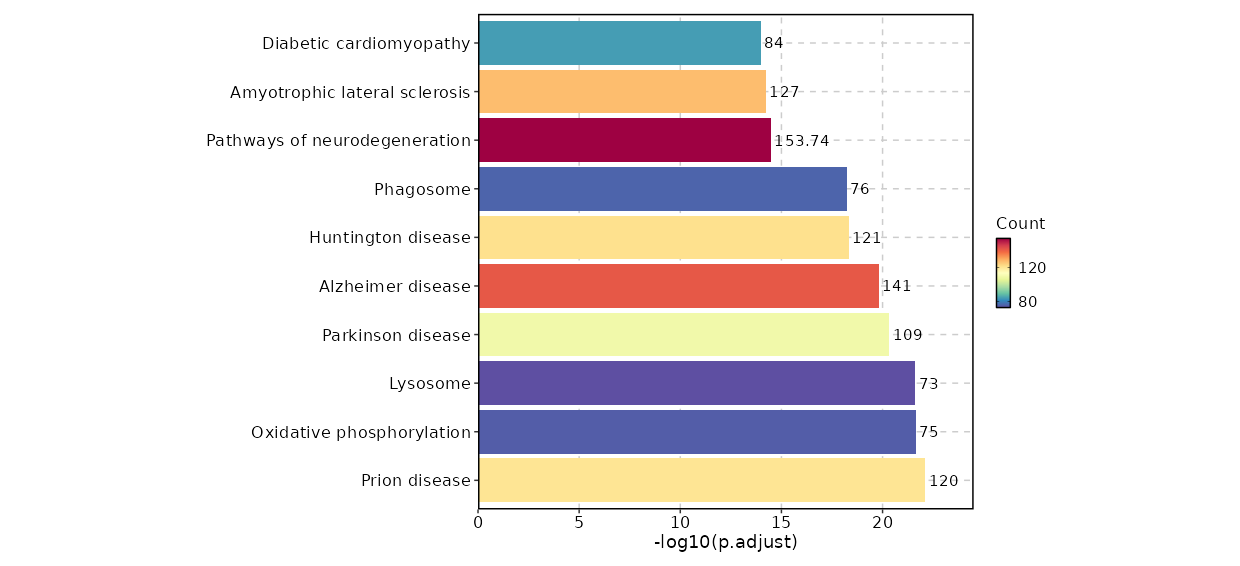 Diabetic cardiomyopathy
84
Amyotrophic lateral sclerosis
127
Pathways of neurodegeneration
153.74
Phagosome
76
Huntington disease
121
Alzheimer disease
141
Parkinson disease
109
Lysosome
73
Oxidative phosphorylation
75
Prion disease
120
0 5 10 15 20
-log10(p.adjust)
Count
120
80